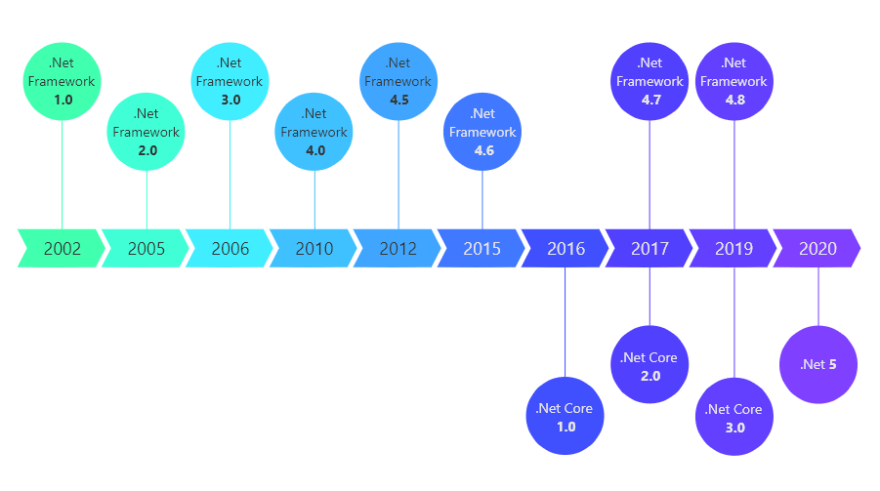 .Net
Framework
1.0
.Net
Framework
2.0
.Net
Framework
3.0
.Net
Framework
4.0
.Net
Framework
4.5
.Net
Framework
4.6
.Net
Framework
4.7
.Net
Framework
4.8
2002
2005
2006
2010
2012
2015
2016
2017
2019
2020
.Net Core
1.0
.Net Core
2.0
.Net Core
3.0
.Net 5